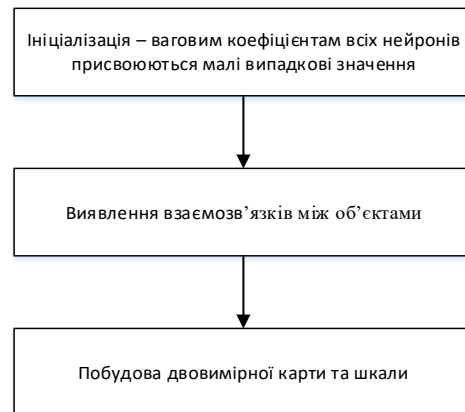 Ініціалізація – ваговим коефіцієнтам всіх нейронів
присвоюються малі випадкові значення
Виявлення взаємозв’язків між об’єктами
Побудова двовимірної карти та шкали